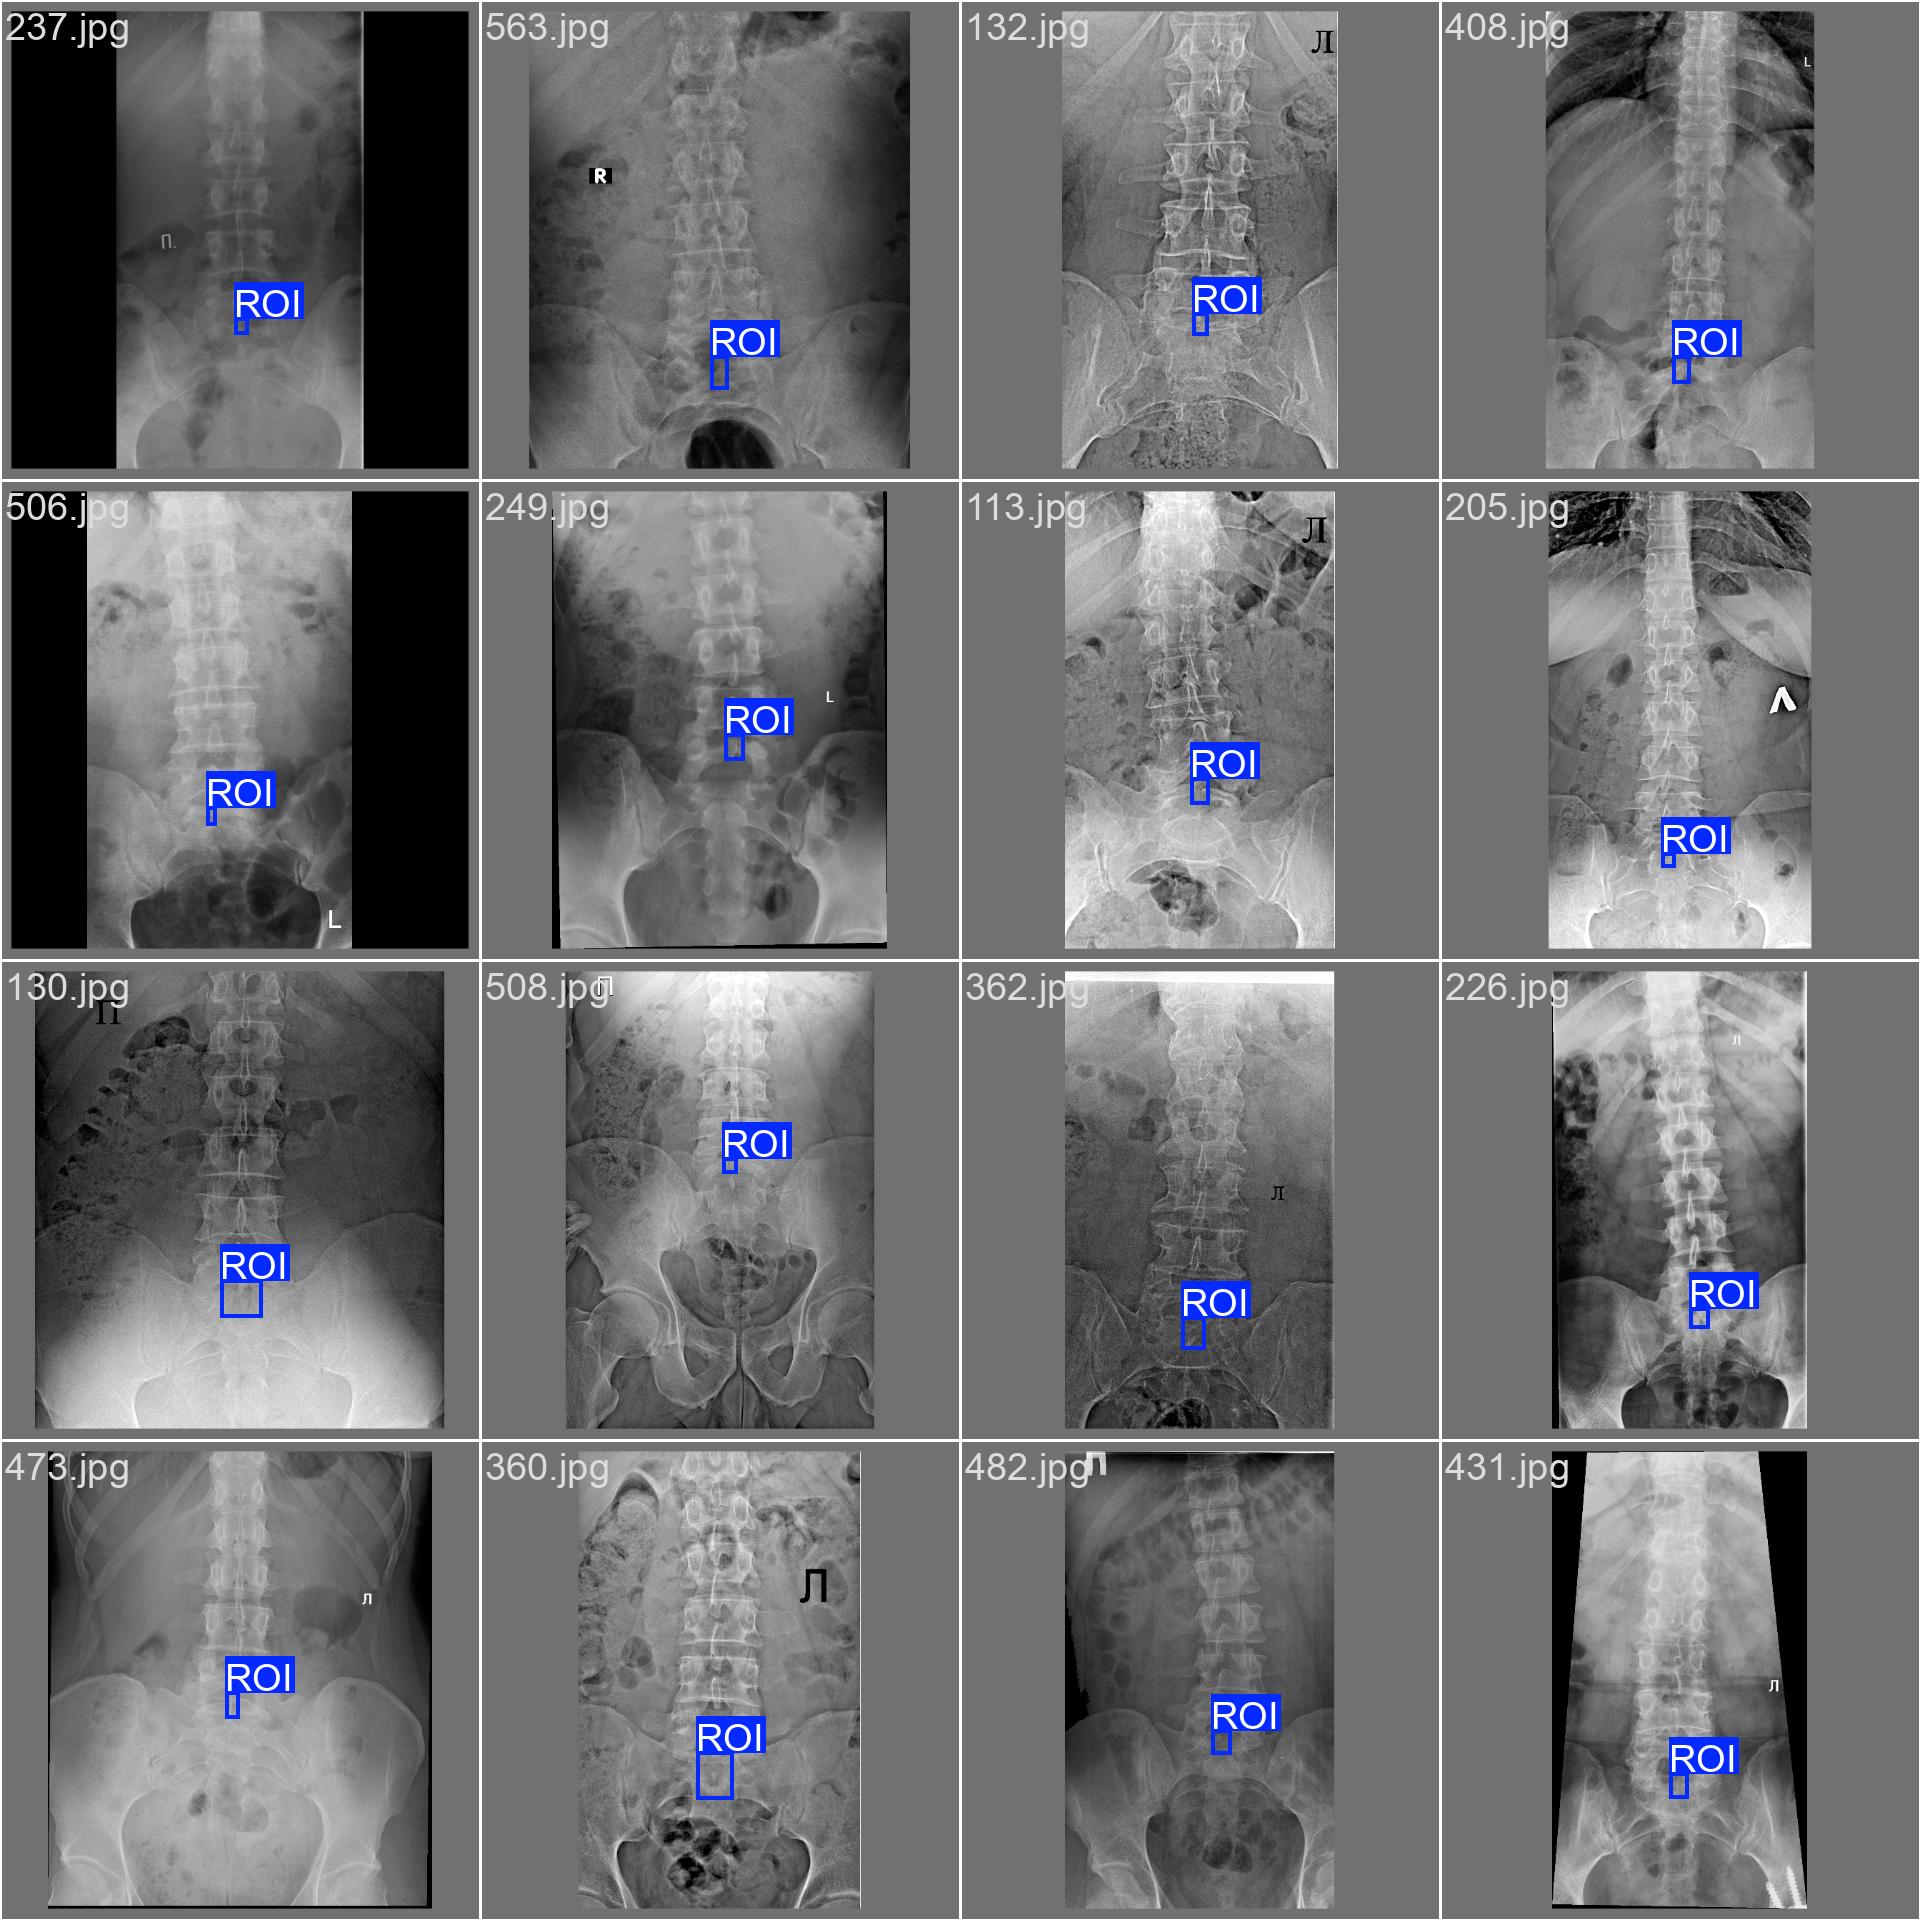 237.jpg
П.
ROI
563.jpg
R
ROI
132.jpg
Л
ROI
408.jpg
L
ROI
506.jpg
L
ROI
249.jpg
L
ROI
113.jpg
Л
ROI
205.jpg
Л
ROI
130.jpg
П
ROI
508.jpg
П
ROI
362.jpg
Л
ROI
226.jpg
Л
ROI
473.jpg
Л
ROI
360.jpg
Л
ROI
482.jpg
П
ROI
431.jpg
Л
ROI